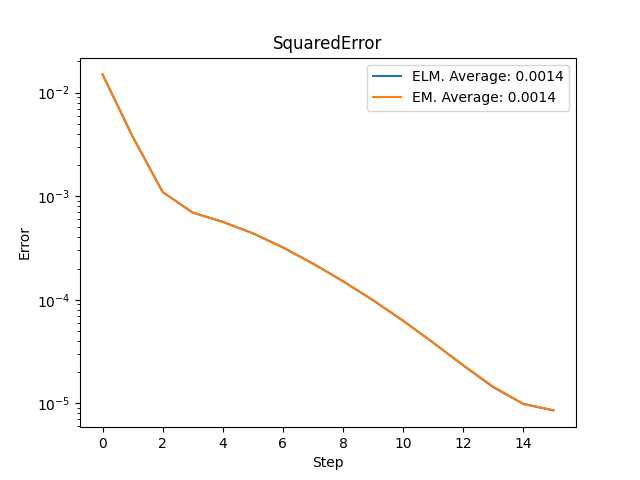 SquaredError
ELM. Average: 0.0014
EM. Average: 0.0014
Error
10⁻²
10⁻³
10⁻⁴
10⁻⁵
0 2 4 6 8 10 12 14
Step